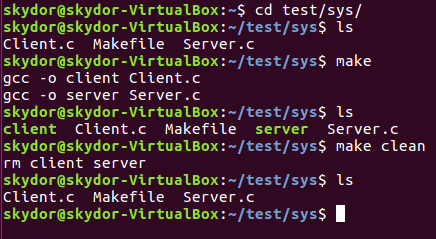 skydor@skydor-VirtualBox:~$ cd test/sys/
skydor@skydor-VirtualBox:~/test/sys$ ls
Client.c  Makefile  Server.c
skydor@skydor-VirtualBox:~/test/sys$ make
gcc -o client Client.c
gcc -o server Server.c
skydor@skydor-VirtualBox:~/test/sys$ ls
client  Client.c  Makefile  server  Server.c
skydor@skydor-VirtualBox:~/test/sys$ make clean
rm client server
skydor@skydor-VirtualBox:~/test/sys$ ls
Client.c  Makefile  Server.c
skydor@skydor-VirtualBox:~/test/sys$